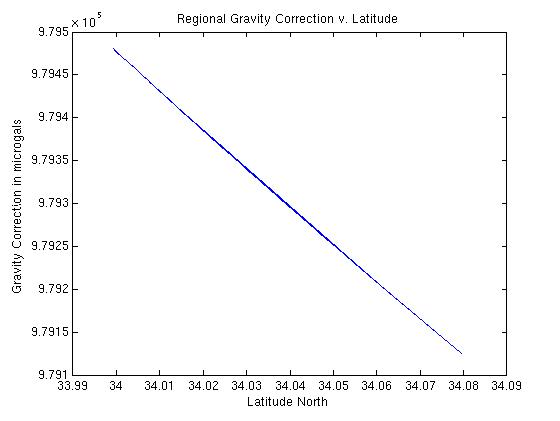 Regional Gravity Correction v. Latitude
× 10^5
9.795
9.7945
9.794
9.7935
9.793
9.7925
9.792
9.7915
9.791
Gravity Correction in microgals
33.99 34 34.01 34.02 34.03 34.04 34.05 34.06 34.07 34.08 34.09
Latitude North